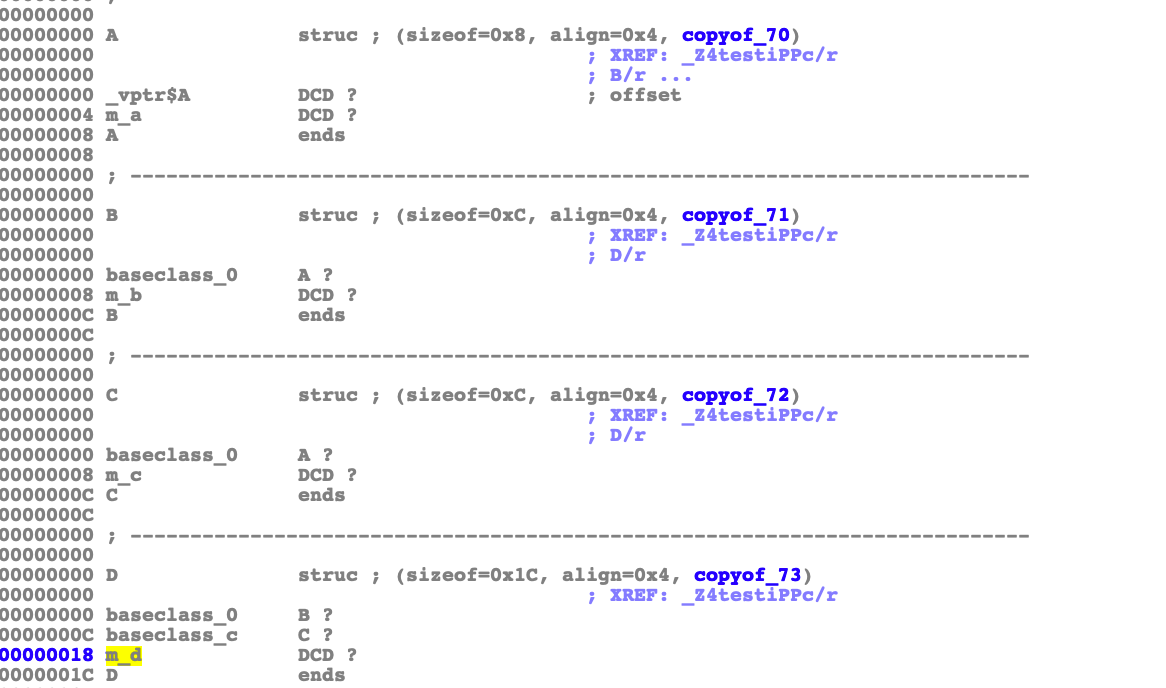 00000000 ;
00000000
00000000 A struc ; (sizeof=0x8, align=0x4, copyof_70)
00000000 ; XREF: _Z4testiPPc/r
00000000 ; B/r ...
00000000 _vptr$A DCD ? ; offset
00000004 m_a DCD ?
00000008 A ends
00000008
00000000 ; ---------------------------------------------------------------------------
00000000
00000000 B struc ; (sizeof=0xC, align=0x4, copyof_71)
00000000 ; XREF: _Z4testiPPc/r
00000000 ; D/r
00000000 baseclass_0 A ?
00000008 m_b DCD ?
0000000C B ends
0000000C
00000000 ; ---------------------------------------------------------------------------
00000000
00000000 C struc ; (sizeof=0xC, align=0x4, copyof_72)
00000000 ; XREF: _Z4testiPPc/r
00000000 ; D/r
00000000 baseclass_0 A ?
00000008 m_c DCD ?
0000000C C ends
0000000C
00000000 ; ---------------------------------------------------------------------------
00000000
00000000 D struc ; (sizeof=0x1C, align=0x4, copyof_73)
00000000 ; XREF: _Z4testiPPc/r
00000000 baseclass_0 B ?
0000000C baseclass_c C ?
00000018 m_d DCD ?
0000001C D ends